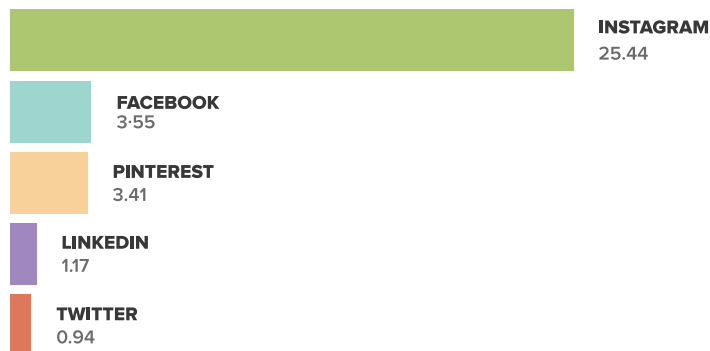 INSTAGRAM
25.44
FACEBOOK
3·55
PINTEREST
3.41
LINKEDIN
1.17
TWITTER
0.94